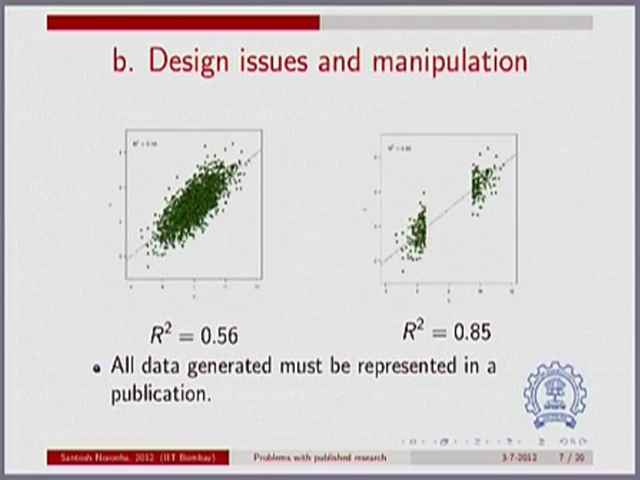 b. Design issues and manipulation
R² = 0.56
R² = 0.85
All data generated must be represented in a
publication.
Santosh Noronha, 2012 (IIT Bombay)
Problems with published research
3-7-2012
7 / 20